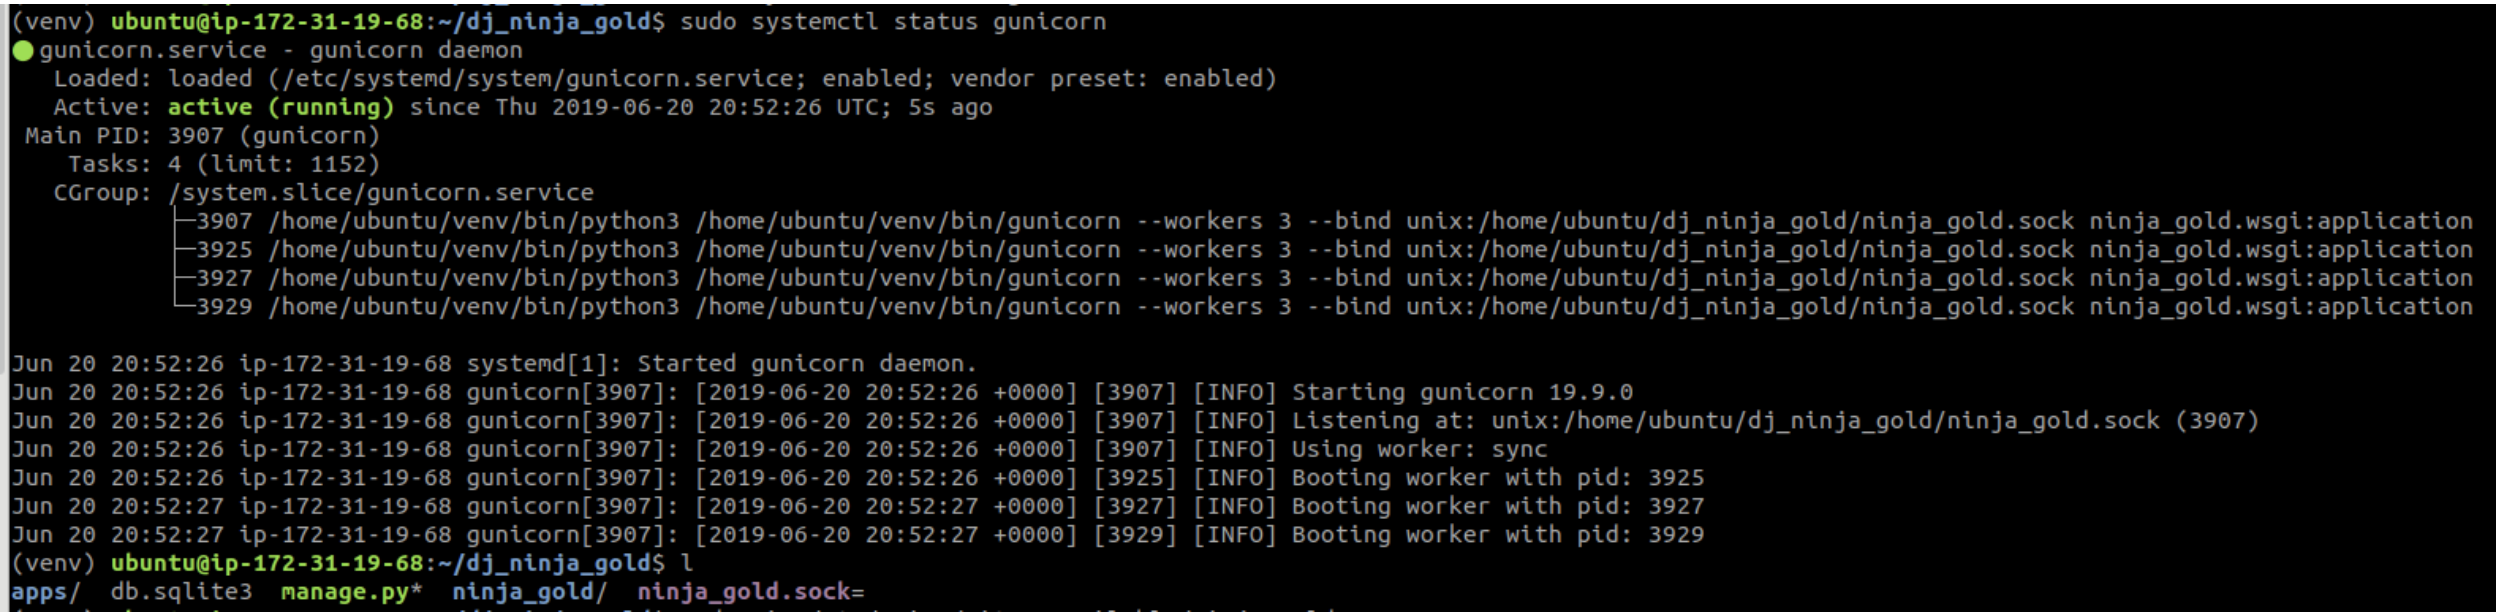 (venv) ubuntu@ip-172-31-19-68:~/dj_ninja_gold$ sudo systemctl status gunicorn
● gunicorn.service - gunicorn daemon
   Loaded: loaded (/etc/systemd/system/gunicorn.service; enabled; vendor preset: enabled)
   Active: active (running) since Thu 2019-06-20 20:52:26 UTC; 5s ago
 Main PID: 3907 (gunicorn)
    Tasks: 4 (limit: 1152)
   CGroup: /system.slice/gunicorn.service
           ├─3907 /home/ubuntu/venv/bin/python3 /home/ubuntu/venv/bin/gunicorn --workers 3 --bind unix:/home/ubuntu/dj_ninja_gold/ninja_gold.sock ninja_gold.wsgi:application
           ├─3925 /home/ubuntu/venv/bin/python3 /home/ubuntu/venv/bin/gunicorn --workers 3 --bind unix:/home/ubuntu/dj_ninja_gold/ninja_gold.sock ninja_gold.wsgi:application
           ├─3927 /home/ubuntu/venv/bin/python3 /home/ubuntu/venv/bin/gunicorn --workers 3 --bind unix:/home/ubuntu/dj_ninja_gold/ninja_gold.sock ninja_gold.wsgi:application
           └─3929 /home/ubuntu/venv/bin/python3 /home/ubuntu/venv/bin/gunicorn --workers 3 --bind unix:/home/ubuntu/dj_ninja_gold/ninja_gold.sock ninja_gold.wsgi:application
Jun 20 20:52:26 ip-172-31-19-68 systemd[1]: Started gunicorn daemon.
Jun 20 20:52:26 ip-172-31-19-68 gunicorn[3907]: [2019-06-20 20:52:26 +0000] [3907] [INFO] Starting gunicorn 19.9.0
Jun 20 20:52:26 ip-172-31-19-68 gunicorn[3907]: [2019-06-20 20:52:26 +0000] [3907] [INFO] Listening at: unix:/home/ubuntu/dj_ninja_gold/ninja_gold.sock (3907)
Jun 20 20:52:26 ip-172-31-19-68 gunicorn[3907]: [2019-06-20 20:52:26 +0000] [3907] [INFO] Using worker: sync
Jun 20 20:52:26 ip-172-31-19-68 gunicorn[3907]: [2019-06-20 20:52:26 +0000] [3925] [INFO] Booting worker with pid: 3925
Jun 20 20:52:27 ip-172-31-19-68 gunicorn[3907]: [2019-06-20 20:52:27 +0000] [3927] [INFO] Booting worker with pid: 3927
Jun 20 20:52:27 ip-172-31-19-68 gunicorn[3907]: [2019-06-20 20:52:27 +0000] [3929] [INFO] Booting worker with pid: 3929
(venv) ubuntu@ip-172-31-19-68:~/dj_ninja_gold$ l
apps/  db.sqlite3  manage.py*  ninja_gold/  ninja_gold.sock=